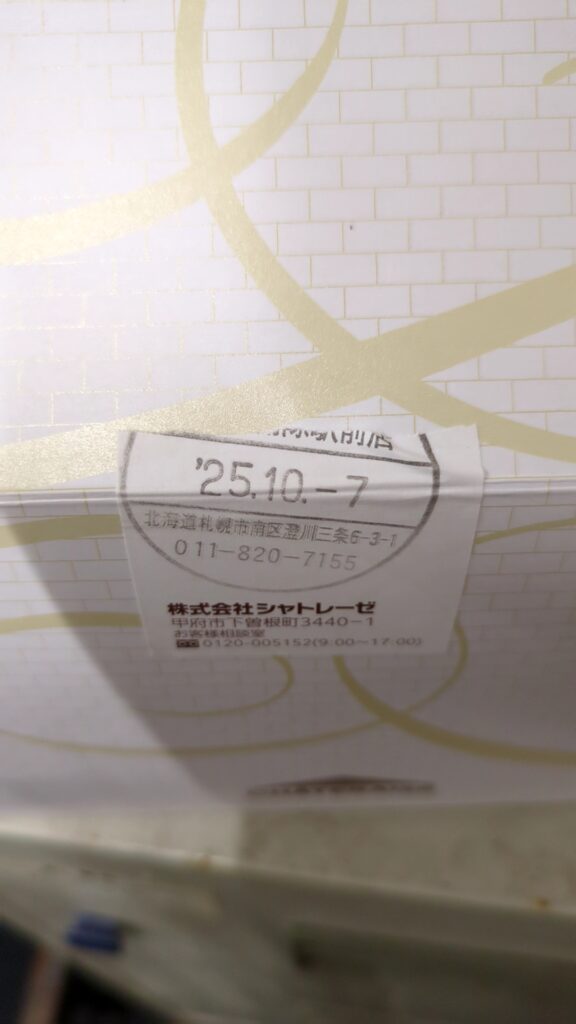 駅前店
'25.10.-7
北海道札幌市南区澄川三条6-3-1
011-820-7155
株式会社シャトレーゼ
甲府市下曽根町3440-1
お客様相談室
0120-005152(9:00~17:00)